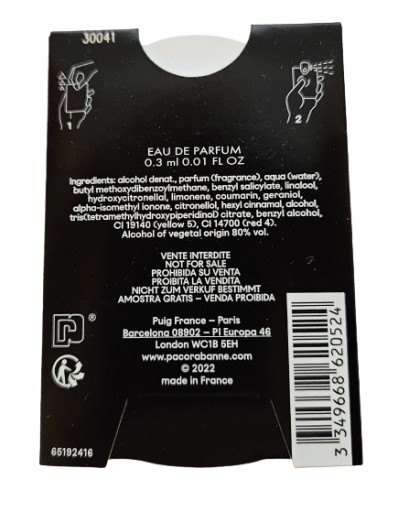 30041
1
2
EAU DE PARFUM
0.3 ml 0.01 FL OZ
Ingredients: alcohol denat., parfum (fragrance), aqua (water),
butyl methoxydibenzoylmethane, benzyl salicylate, linalool,
hydroxycitronellal, limonene, coumarin, geraniol,
alpha-isomethyl ionone, citronellol, hexyl cinnamal, alcohol,
tris(tetramethylhydroxypiperidinol) citrate, benzyl alcohol,
CI 19140 (yellow 5), CI 14700 (red 4).
Alcohol of vegetal origin 80% vol.
VENTE INTERDITE
NOT FOR SALE
PROHIBIDA SU VENTA
PROIBITA LA VENDITA
NICHT ZUM VERKUF BESTIMMT
AMOSTRA GRATIS – VENDA PROIBIDA
Puig France – Paris
Barcelona 08902 – Pl Europa 46
London WC1B 5EH
www.pacorabanne.com
© 2022
made in France
®
65192416
3 349668 620524